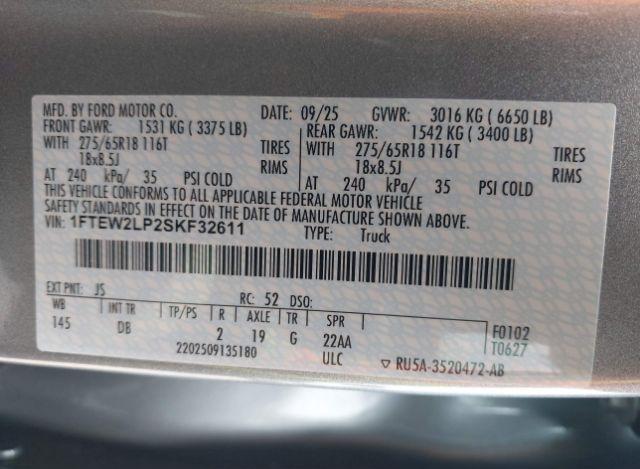 MFD. BY FORD MOTOR CO. DATE: 09/25 GVWR: 3016 KG ( 6650 LB)
FRONT GAWR: 1531 KG ( 3375 LB) REAR GAWR: 1542 KG ( 3400 LB)
WITH 275/65R18 116T TIRES WITH 275/65R18 116T TIRES
18x8.5J RIMS 18x8.5J RIMS
AT 240 kPa/ 35 PSI COLD AT 240 kPa/ 35 PSI COLD
THIS VEHICLE CONFORMS TO ALL APPLICABLE FEDERAL MOTOR VEHICLE
SAFETY STANDARDS IN EFFECT ON THE DATE OF MANUFACTURE SHOWN ABOVE.
VIN: 1FTEW2LP2SKF32611 TYPE: Truck
EXT PNT: JS RC: 52 DSO:
WB INT TR TP/PS R AXLE TR SPR F0102
145 DB 2 19 G 22AA T0627
2202509135180 ULC ▽ RU5A-3520472-AB